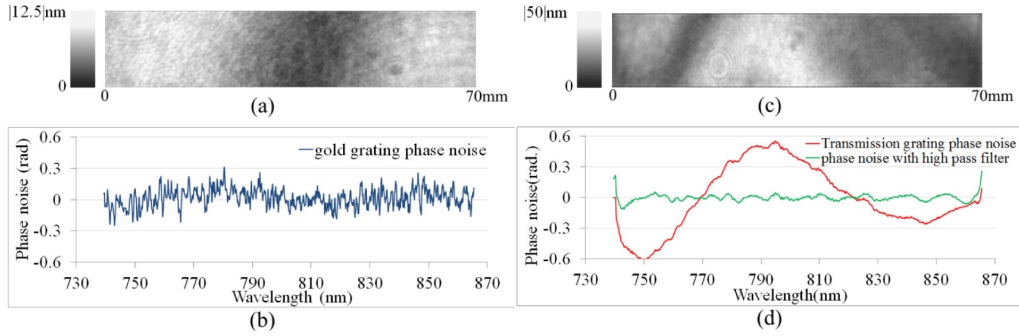 |12.5|nm
0
0
70mm
(a)
|50|nm
0
0
70mm
(c)
Phase noise (rad)
0.6
0.3
0
-0.3
-0.6
gold grating phase noise
730 750 770 790 810 830 850 870
Wavelength (nm)
(b)
Phase noise(rad.)
0.6
0.3
0
-0.3
-0.6
Transmission grating phase noise
phase noise with high pass filter
730 750 770 790 810 830 850 870
Wavelength(nm)
(d)